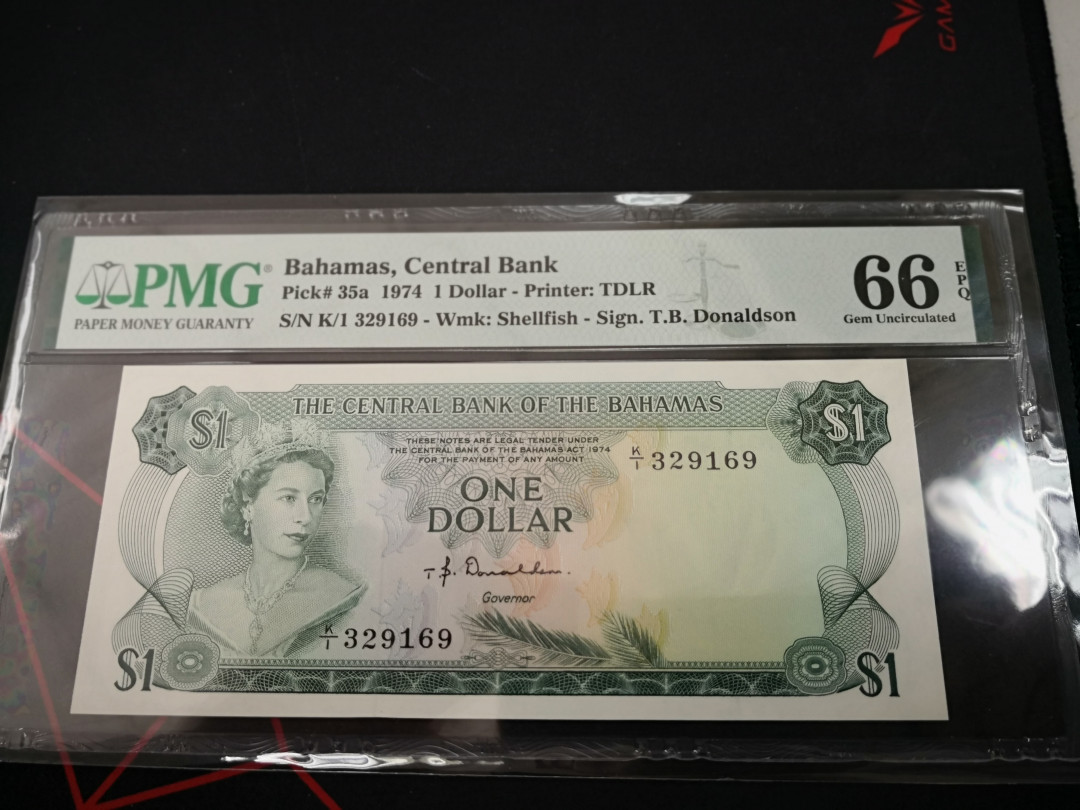 GAM
PMG®
PAPER MONEY GUARANTY
Bahamas, Central Bank
Pick# 35a 1974 1 Dollar - Printer: TDLR
S/N K/1 329169 - Wmk: Shellfish - Sign. T.B. Donaldson
66
EPQ
Gem Uncirculated
$1
THE CENTRAL BANK OF THE BAHAMAS
$1
THESE NOTES ARE LEGAL TENDER UNDER
THE CENTRAL BANK OF THE BAHAMAS ACT 1974
FOR THE PAYMENT OF ANY AMOUNT
K/1 329169
ONE
DOLLAR
T B. Donaldson.
Governor
K/1 329169
$1
$1